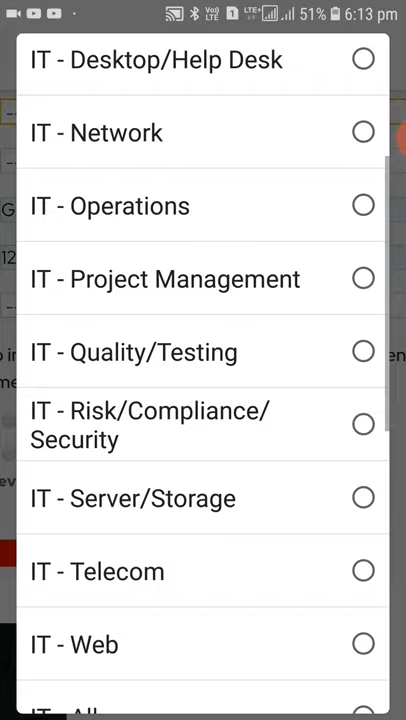 51% 6:13 pm
IT - Desktop/Help Desk
IT - Network
IT - Operations
IT - Project Management
IT - Quality/Testing
IT - Risk/Compliance/
Security
IT - Server/Storage
IT - Telecom
IT - Web